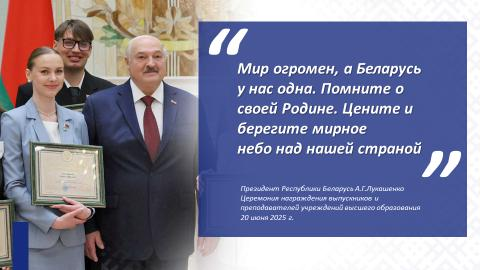 “
Мир огромен, а Беларусь
у нас одна. Помните о
своей Родине. Цените и
берегите мирное
небо над нашей страной
”
Президент Республики Беларусь А.Г.Лукашенко
Церемония награждения выпускников и
преподавателей учреждений высшего образования
20 июня 2025 г.